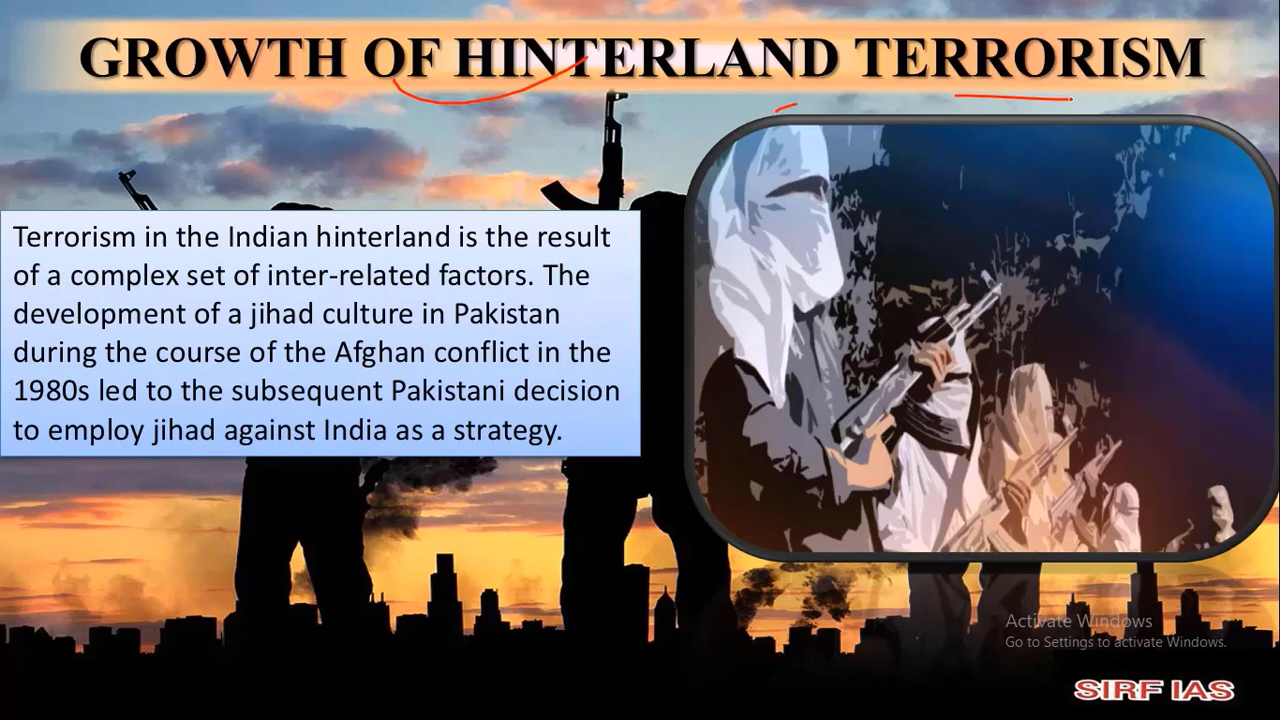 GROWTH OF HINTERLAND TERRORISM
Terrorism in the Indian hinterland is the result
of a complex set of inter-related factors. The
development of a jihad culture in Pakistan
during the course of the Afghan conflict in the
1980s led to the subsequent Pakistani decision
to employ jihad against India as a strategy.
Activate Windows
Go to Settings to activate Windows.
SIRF IAS